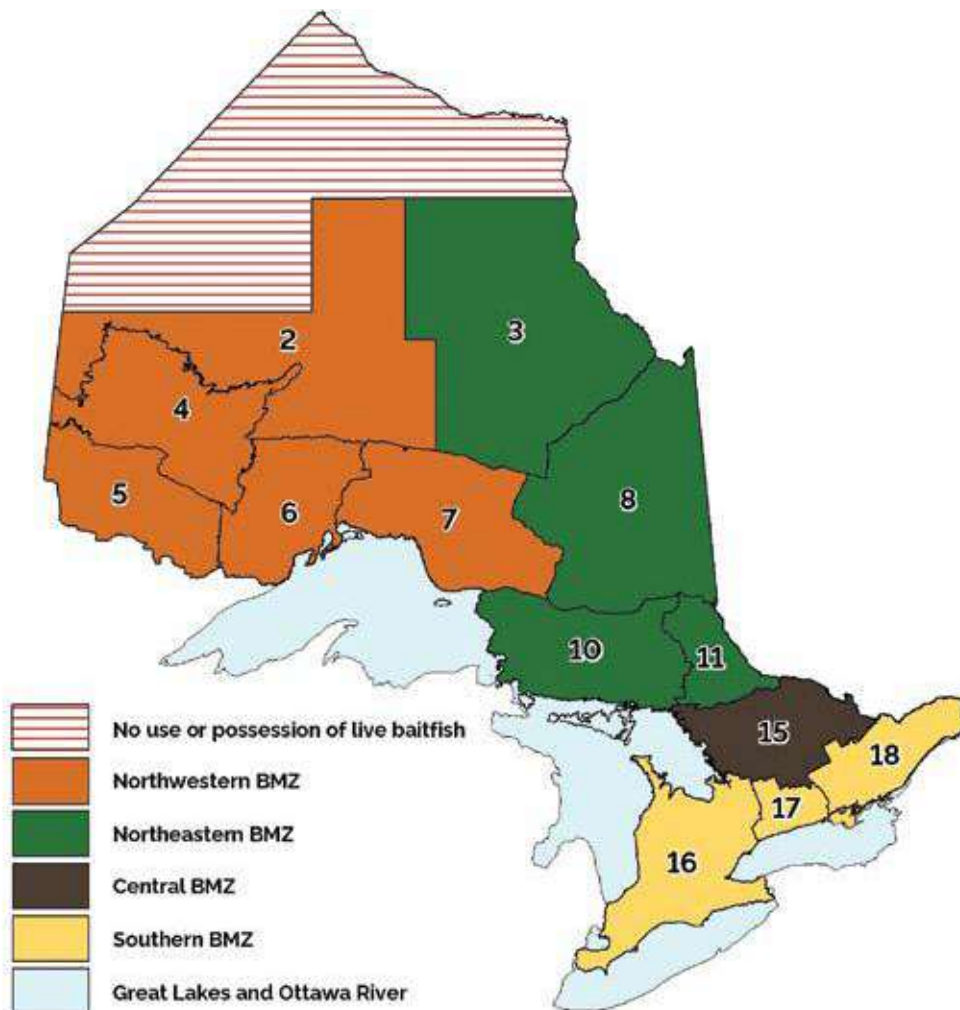 2
3
4
5
6
7
8
10
11
15
18
17
16
No use or possession of live baitfish
Northwestern BMZ
Northeastern BMZ
Central BMZ
Southern BMZ
Great Lakes and Ottawa River